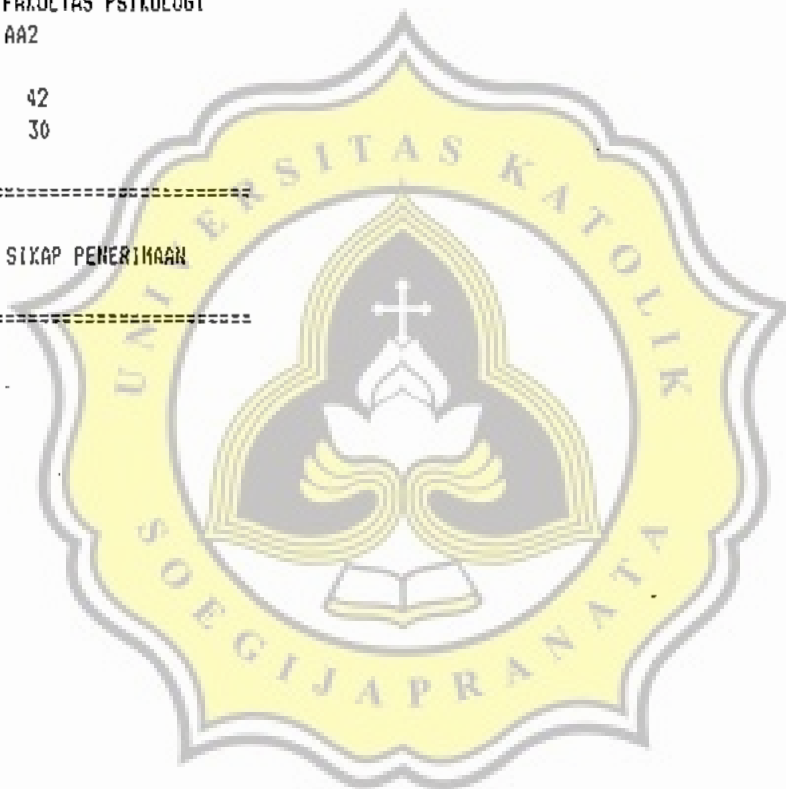 FAKULTAS PSIKOLOGI
AA2
42
30
==========================
SIKAP PENERIMAAN
==========================
UNIVERSITAS KATOLIK
SOEGIJAPRANATA